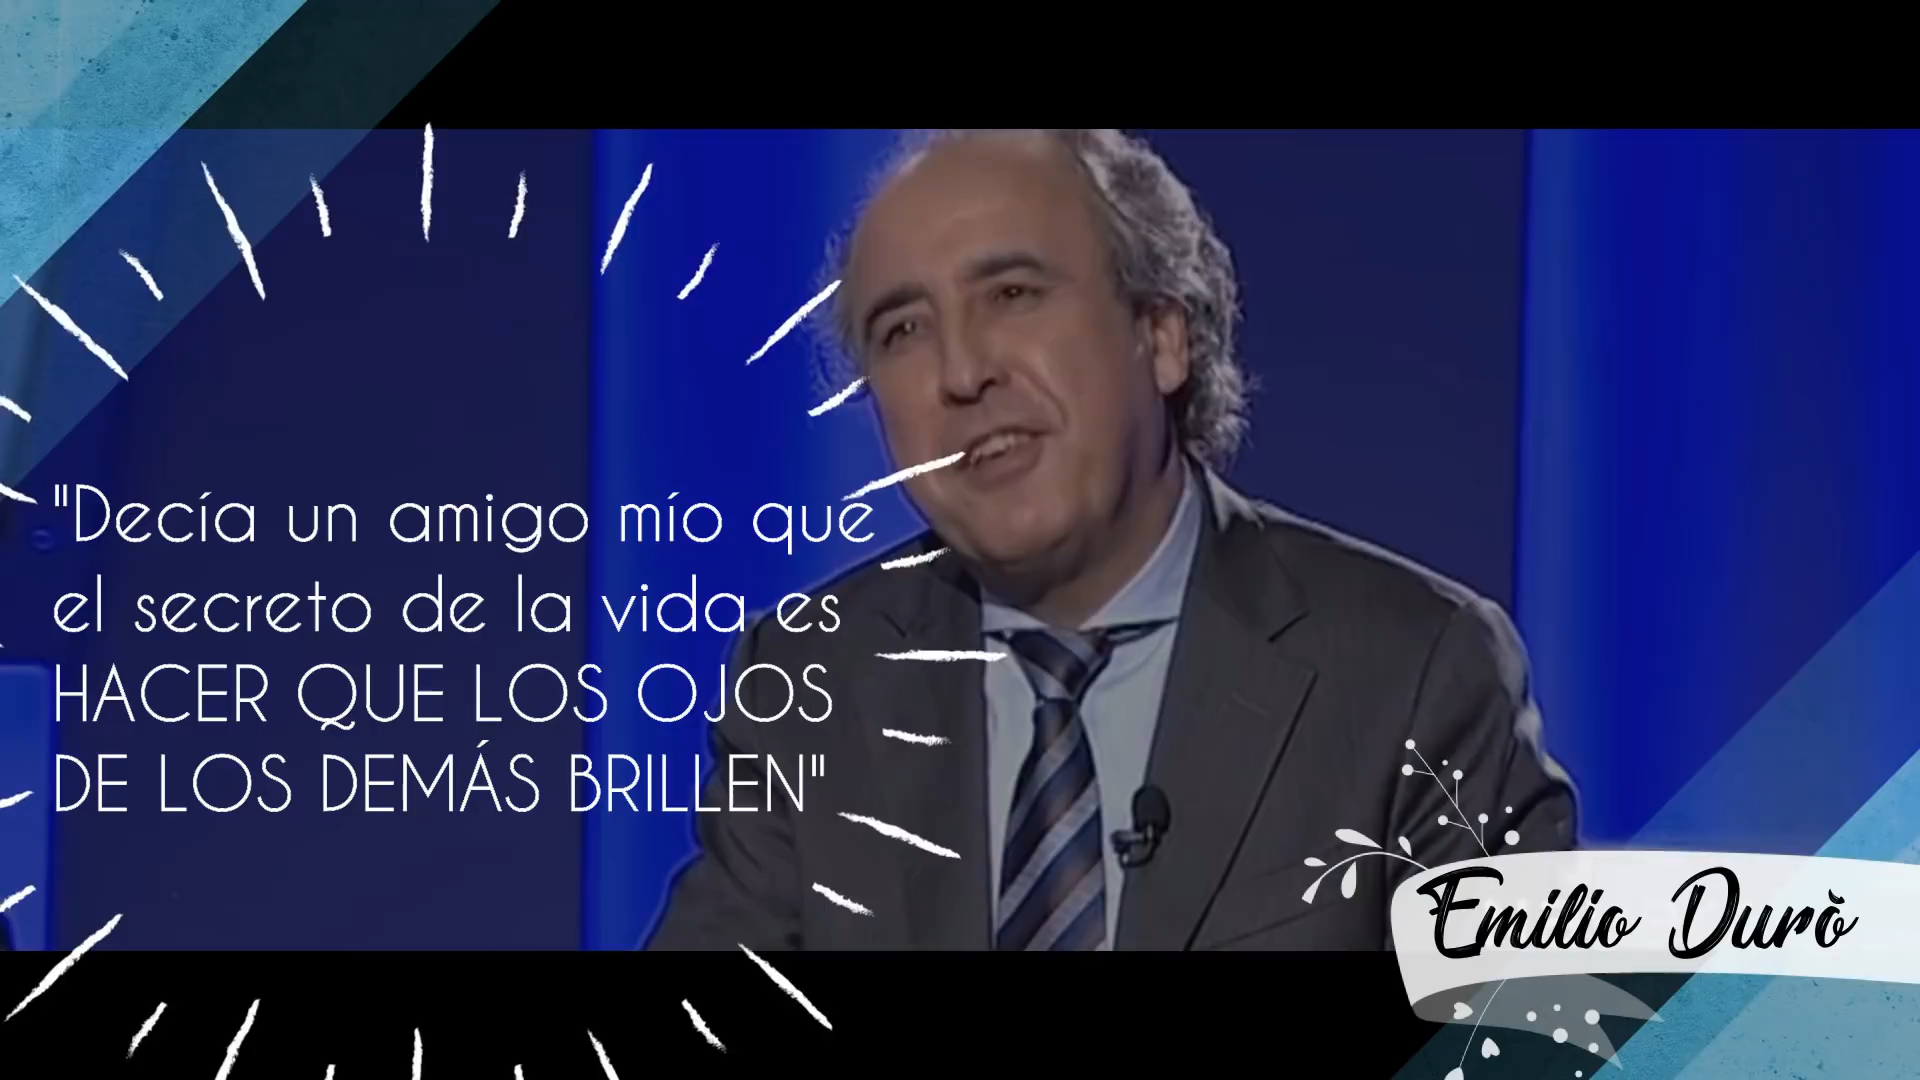 "Decía un amigo mío que
el secreto de la vida es
HACER QUE LOS OJOS
DE LOS DEMÁS BRILLEN"
Emilio Durò